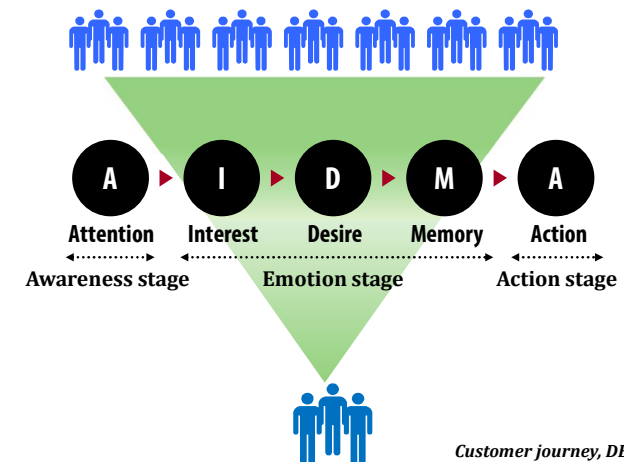 A I D M A
Attention Interest Desire Memory Action
Awareness stage Emotion stage Action stage
Customer journey,